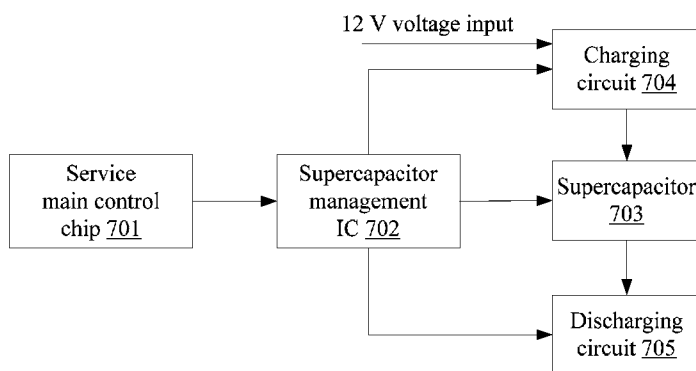 12 V voltage input
Charging
circuit 704
Service
main control
chip 701
Supercapacitor
management
IC 702
Supercapacitor
703
Discharging
circuit 705